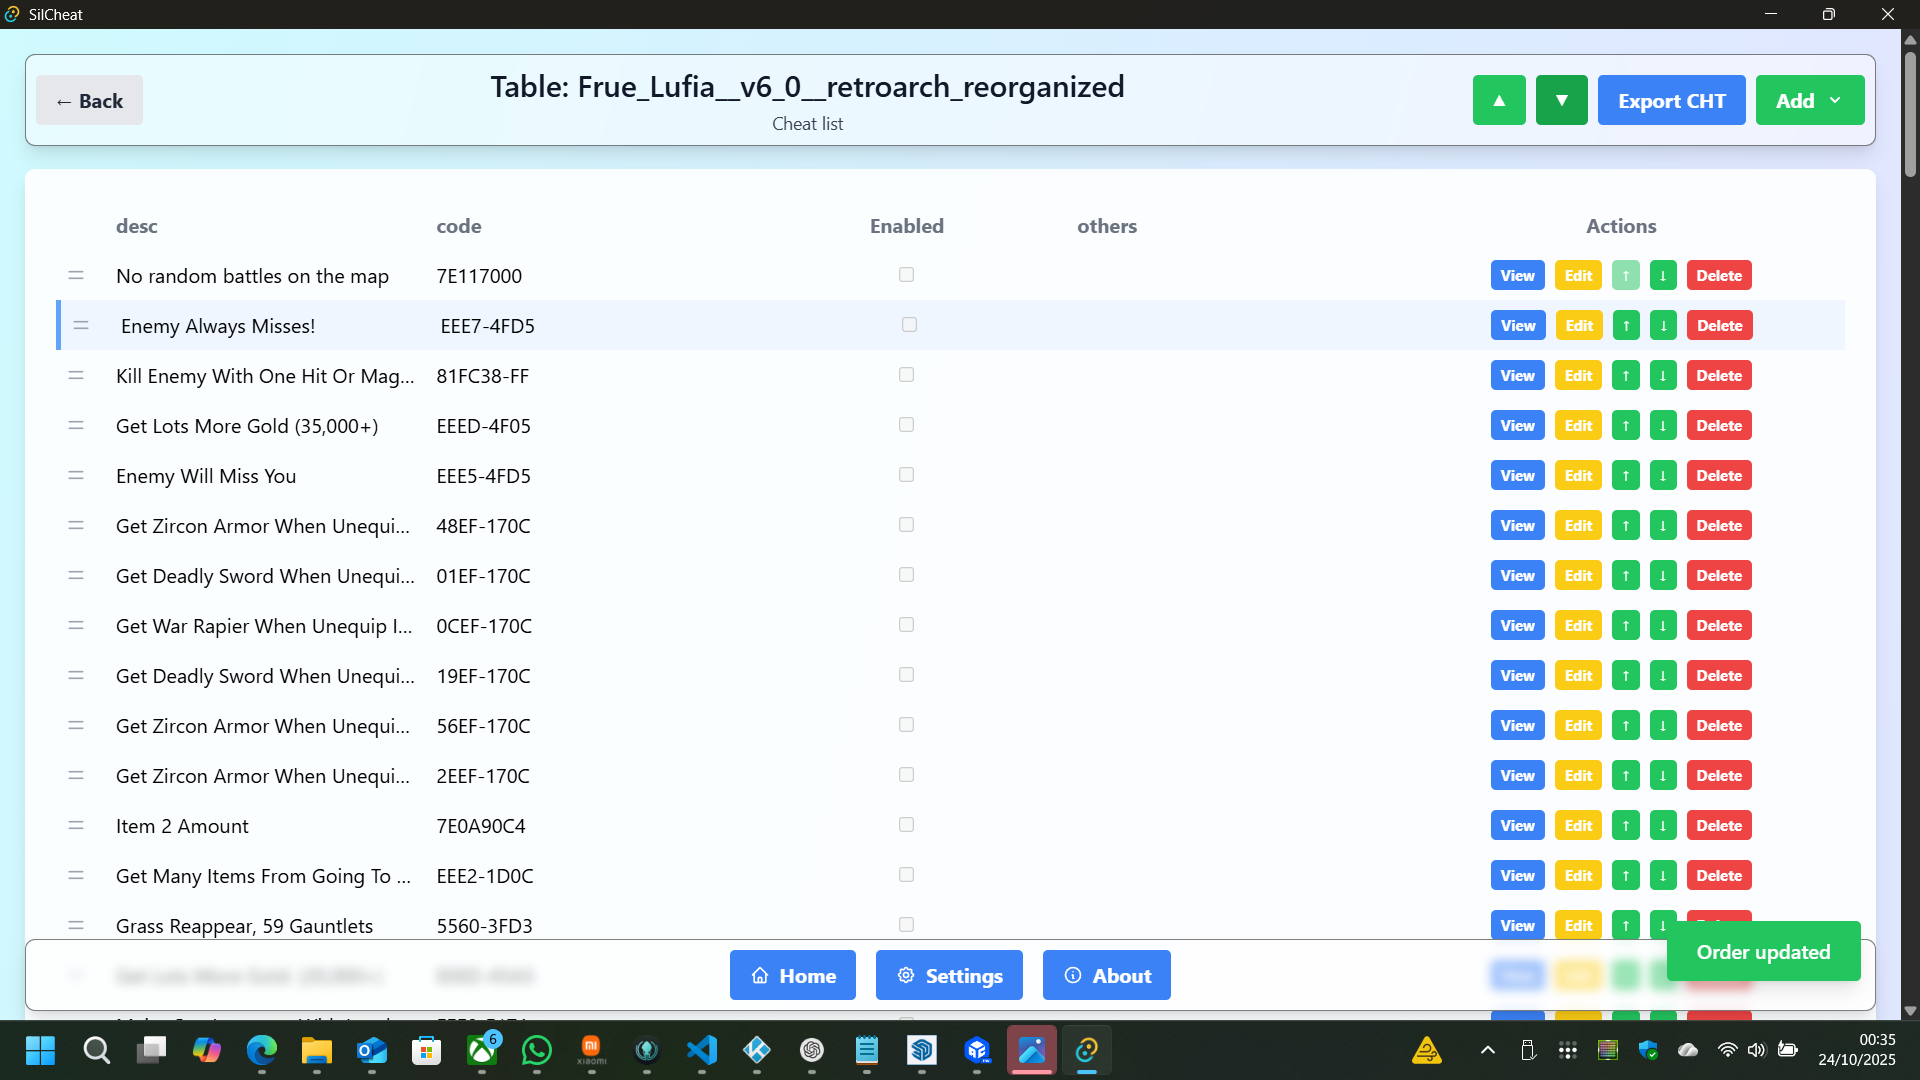 SilCheat
← Back
Table: Frue_Lufia__v6_0__retroarch_reorganized
Cheat list
▲ ▼ Export CHT Add
desc code Enabled others Actions
No random battles on the map 7E117000 View Edit ↑ ↓ Delete
Enemy Always Misses! EEE7-4FD5 View Edit ↑ ↓ Delete
Kill Enemy With One Hit Or Mag... 81FC38-FF View Edit ↑ ↓ Delete
Get Lots More Gold (35,000+) EEED-4F05 View Edit ↑ ↓ Delete
Enemy Will Miss You EEE5-4FD5 View Edit ↑ ↓ Delete
Get Zircon Armor When Unequi... 48EF-170C View Edit ↑ ↓ Delete
Get Deadly Sword When Unequi... 01EF-170C View Edit ↑ ↓ Delete
Get War Rapier When Unequip I... 0CEF-170C View Edit ↑ ↓ Delete
Get Deadly Sword When Unequi... 19EF-170C View Edit ↑ ↓ Delete
Get Zircon Armor When Unequi... 56EF-170C View Edit ↑ ↓ Delete
Get Zircon Armor When Unequi... 2EEF-170C View Edit ↑ ↓ Delete
Item 2 Amount 7E0A90C4 View Edit ↑ ↓ Delete
Get Many Items From Going To ... EEE2-1D0C View Edit ↑ ↓ Delete
Grass Reappear, 59 Gauntlets 5560-3FD3 View Edit ↑ ↓
Order updated
Home Settings About
6
xiaomi
00:35
24/10/2025